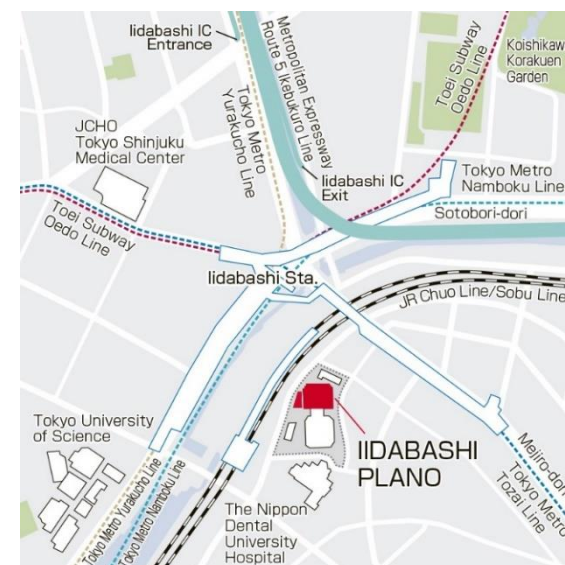 Iidabashi IC
Entrance
Metropolitan Expressway
Route 5 Ikebukuro Line
Tokyo Metro
Yurakucho Line
Toei Subway
Oedo Line
Koishikawa
Korakuen
Garden
JCHO
Tokyo Shinjuku
Medical Center
Iidabashi IC
Exit
Tokyo Metro
Namboku Line
Sotobori-dori
Toei Subway
Oedo Line
Iidabashi Sta.
JR Chuo Line/Sobu Line
Tokyo University
of Science
IIDABASHI
PLANO
Meijiro-dori
Tokyo Metro
Tozai Line
Tokyo Metro Yurakucho Line
Tokyo Metro Namboku Line
The Nippon
Dental
University
Hospital